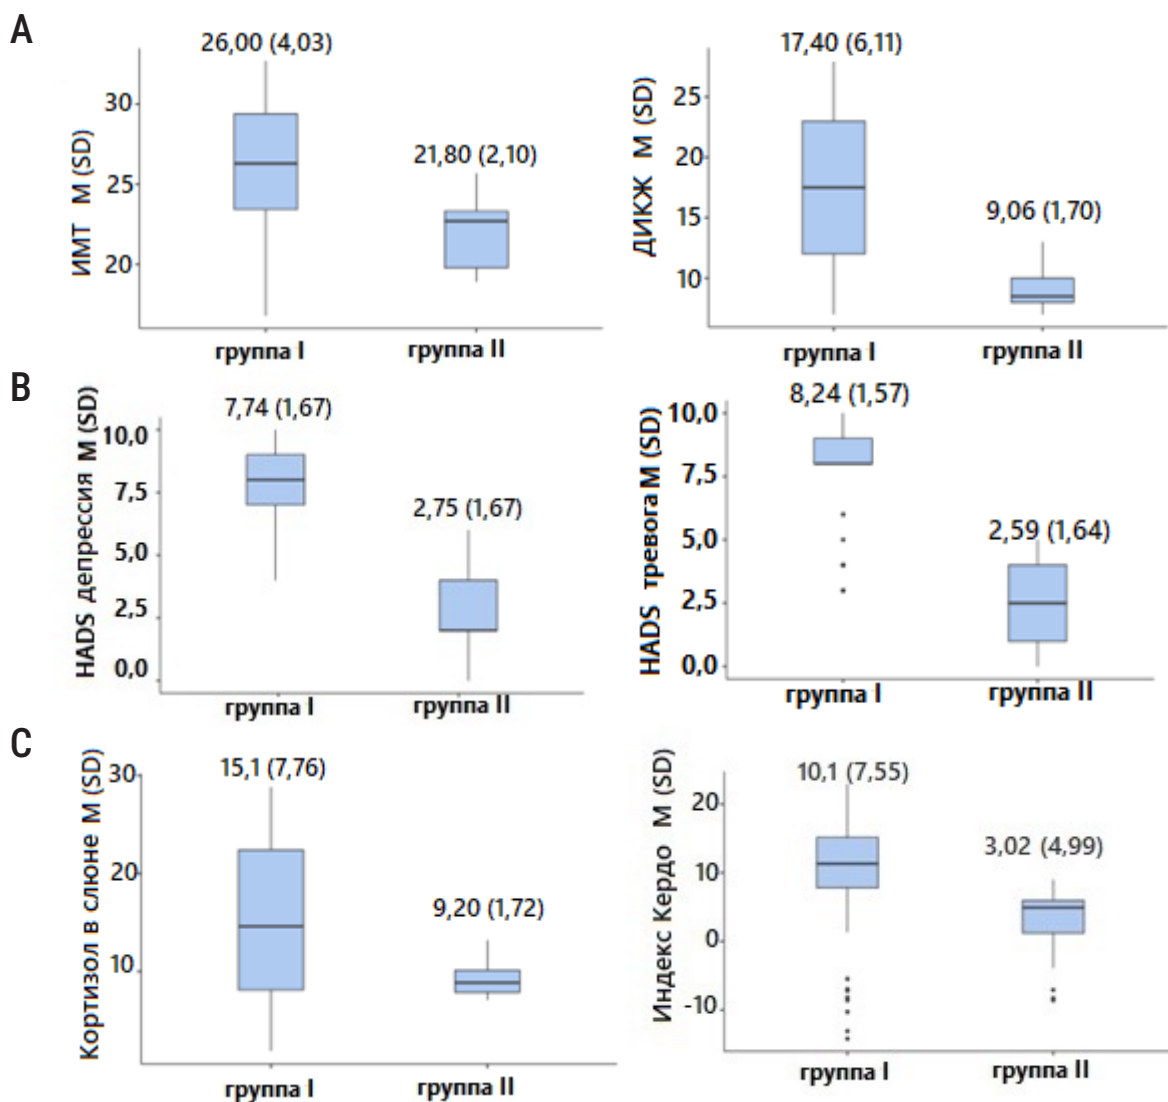 A
26,00 (4,03)
21,80 (2,10)
ИМТ M (SD)
30
25
20
группа I
группа II
17,40 (6,11)
9,06 (1,70)
ДИКЖ M (SD)
25
20
15
10
группа I
группа II
B
7,74 (1,67)
2,75 (1,67)
HADS депрессия M (SD)
10,0
7,5
5,0
2,5
0,0
группа I
группа II
8,24 (1,57)
2,59 (1,64)
HADS тревога M (SD)
10,0
7,5
5,0
2,5
0,0
группа I
группа II
C
15,1 (7,76)
9,20 (1,72)
Кортизол в слюне M (SD)
30
20
10
группа I
группа II
10,1 (7,55)
3,02 (4,99)
Индекс Кердо M (SD)
20
10
0
-10
группа I
группа II